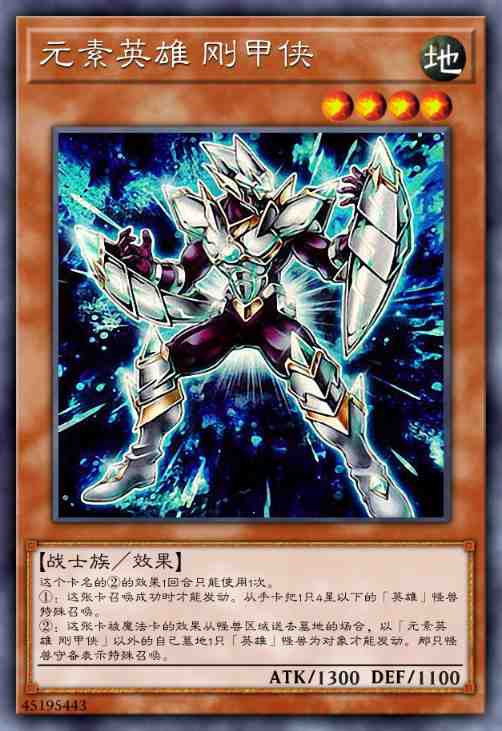 元素英雄 刚甲侠
地
【战士族／效果】
这个卡名的②的效果1回合只能使用1次。
①：这张卡召唤成功时才能发动。从手卡把1只4星以下的「英雄」怪兽
特殊召唤。
②：这张卡被魔法卡的效果从怪兽区域送去墓地的场合，以「元素英
雄 刚甲侠」以外的自己墓地1只「英雄」怪兽为对象才能发动。那只怪
兽守备表示特殊召唤。
ATK/1300 DEF/1100
45195443